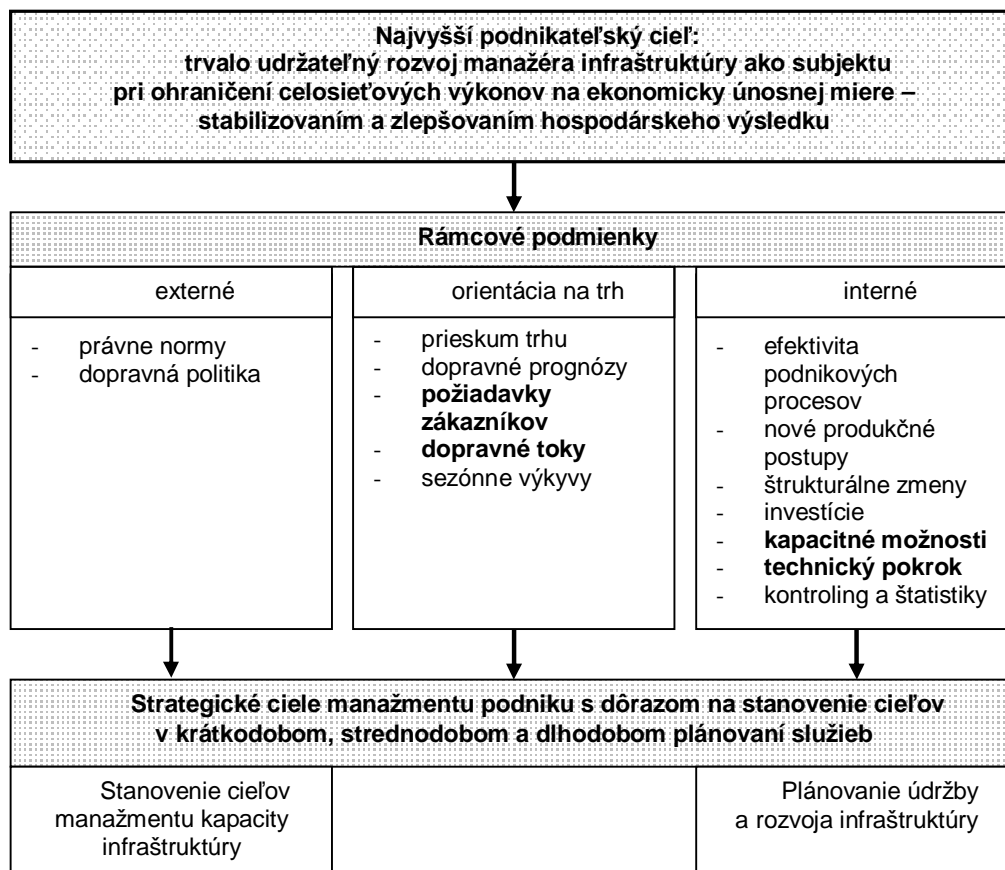 Najvyšší podnikateľský cieľ:
trvalo udržateľný rozvoj manažéra infraštruktúry ako subjektu
pri ohraničení celosieťových výkonov na ekonomicky únosnej miere –
stabilizovaním a zlepšovaním hospodárskeho výsledku
Rámcové podmienky
externé
- právne normy
- dopravná politika
orientácia na trh
- prieskum trhu
- dopravné prognózy
- požiadavky
zákazníkov
- dopravné toky
- sezónne výkyvy
interné
- efektivita
podnikových
procesov
- nové produkčné
postupy
- štrukturálne zmeny
- investície
- kapacitné možnosti
- technický pokrok
- kontroling a štatistiky
Strategické ciele manažmentu podniku s dôrazom na stanovenie cieľov
v krátkodobom, strednodobom a dlhodobom plánovaní služieb
Stanovenie cieľov
manažmentu kapacity
infraštruktúry
Plánovanie údržby
a rozvoja infraštruktúry